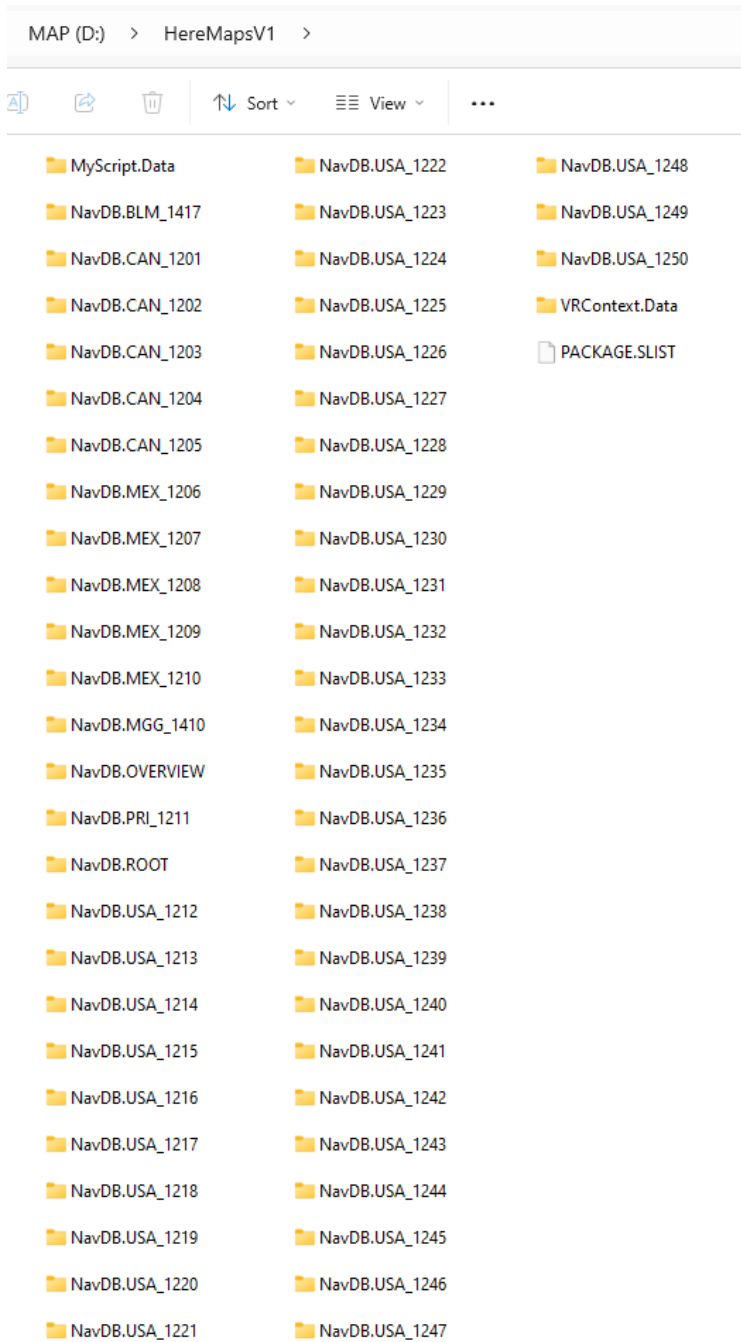 MAP (D:) > HereMapsV1 >
Sort View ...
MyScript.Data
NavDB.BLM_1417
NavDB.CAN_1201
NavDB.CAN_1202
NavDB.CAN_1203
NavDB.CAN_1204
NavDB.CAN_1205
NavDB.MEX_1206
NavDB.MEX_1207
NavDB.MEX_1208
NavDB.MEX_1209
NavDB.MEX_1210
NavDB.MGG_1410
NavDB.OVERVIEW
NavDB.PRI_1211
NavDB.ROOT
NavDB.USA_1212
NavDB.USA_1213
NavDB.USA_1214
NavDB.USA_1215
NavDB.USA_1216
NavDB.USA_1217
NavDB.USA_1218
NavDB.USA_1219
NavDB.USA_1220
NavDB.USA_1221
NavDB.USA_1222
NavDB.USA_1223
NavDB.USA_1224
NavDB.USA_1225
NavDB.USA_1226
NavDB.USA_1227
NavDB.USA_1228
NavDB.USA_1229
NavDB.USA_1230
NavDB.USA_1231
NavDB.USA_1232
NavDB.USA_1233
NavDB.USA_1234
NavDB.USA_1235
NavDB.USA_1236
NavDB.USA_1237
NavDB.USA_1238
NavDB.USA_1239
NavDB.USA_1240
NavDB.USA_1241
NavDB.USA_1242
NavDB.USA_1243
NavDB.USA_1244
NavDB.USA_1245
NavDB.USA_1246
NavDB.USA_1247
NavDB.USA_1248
NavDB.USA_1249
NavDB.USA_1250
VRContext.Data
PACKAGE.SLIST